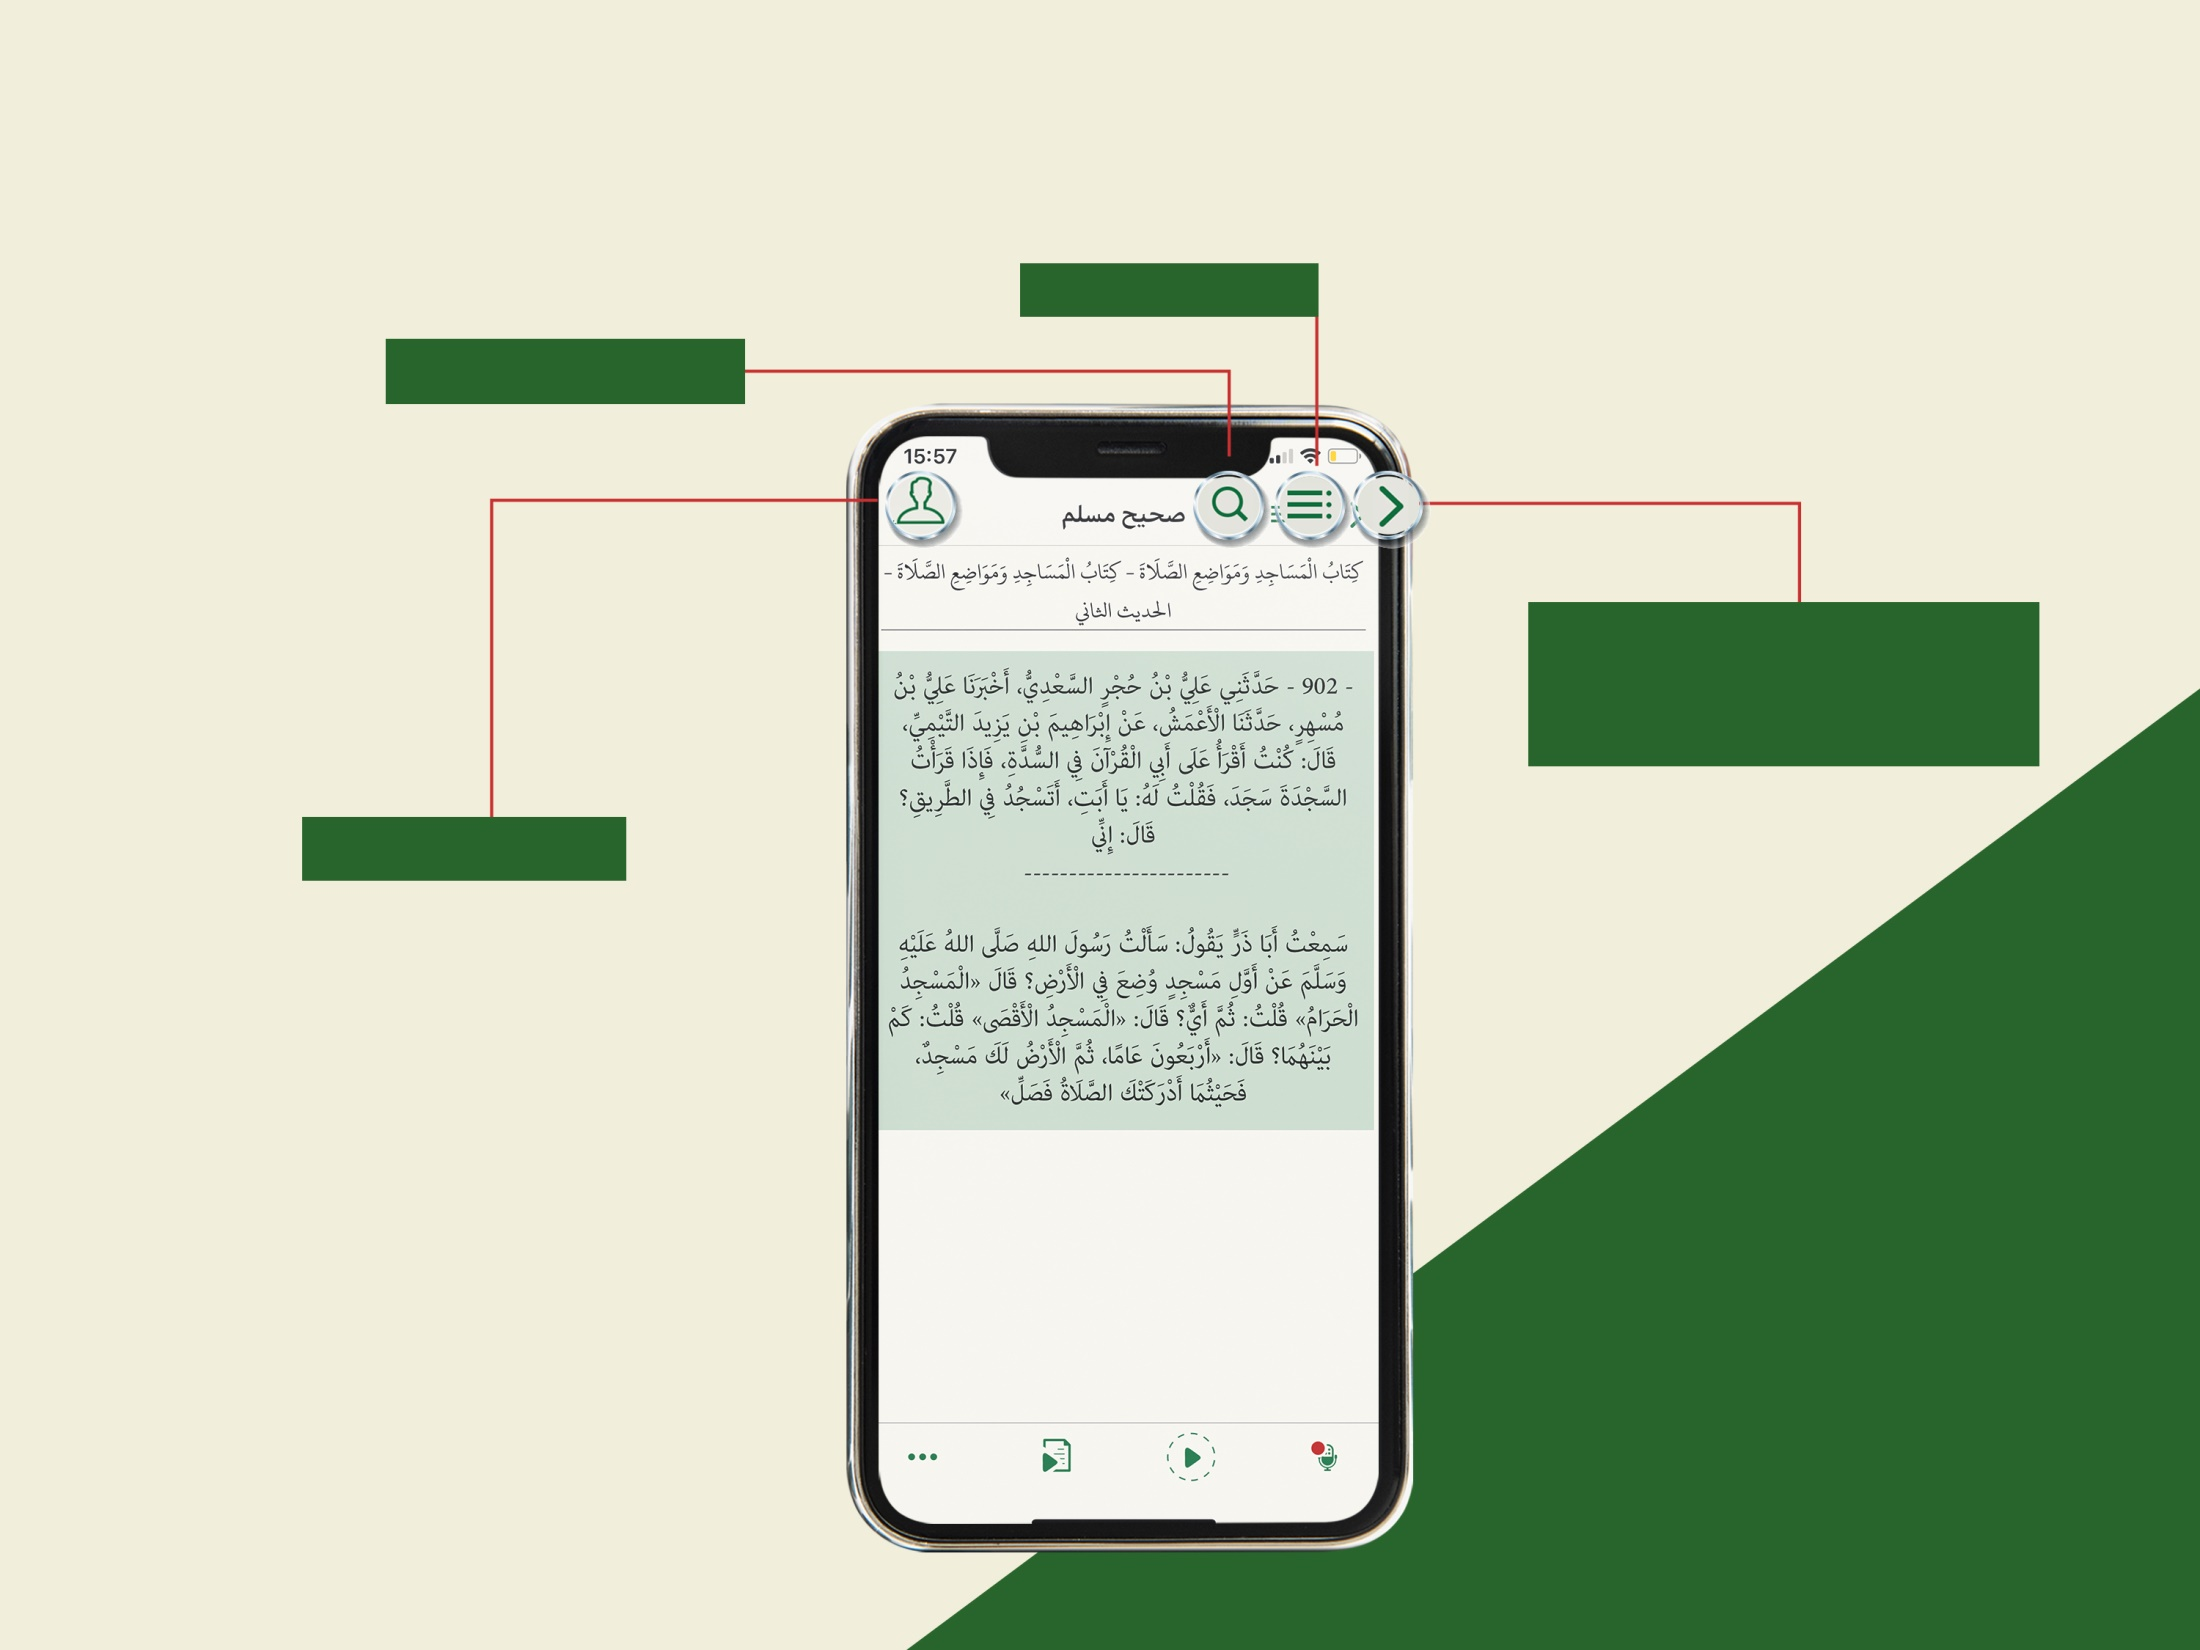 15:57
صحيح مسلم
كِتَابُ الْمَسَاجِدِ وَمَوَاضِعِ الصَّلَاةَ - كِتَابُ الْمَسَاجِدِ وَمَوَاضِعِ الصَّلَاةَ -
الحديث الثاني
- 902 - حَدَّثَنِي عَلِيُّ بْنُ حُجْرٍ السَّعْدِيُّ، أَخْبَرَنَا عَلِيُّ بْنُ
مُسْهِرٍ، حَدَّثَنَا الْأَعْمَشُ، عَنْ إِبْرَاهِيمَ بْنِ يَزِيدَ التَّيْمِيِّ،
قَالَ: كُنْتُ أَقْرَأُ عَلَى أَبِي الْقُرْآنَ فِي السُّدَّةِ، فَإِذَا قَرَأْتُ
السَّجْدَةَ سَجَدَ، فَقُلْتُ لَهُ: يَا أَبَتِ، أَتَسْجُدُ فِي الطَّرِيقِ؟
قَالَ: إِنِّي
-----------------------
سَمِعْتُ أَبَا ذَرٍّ يَقُولُ: سَأَلْتُ رَسُولَ اللهِ صَلَّى اللهُ عَلَيْهِ
وَسَلَّمَ عَنْ أَوَّلِ مَسْجِدٍ وُضِعَ فِي الْأَرْضِ؟ قَالَ «الْمَسْجِدُ
الْحَرَامُ» قُلْتُ: ثُمَّ أَيٌّ؟ قَالَ: «الْمَسْجِدُ الْأَقْصَى» قُلْتُ: كَمْ
بَيْنَهُمَا؟ قَالَ: «أَرْبَعُونَ عَامًا، ثُمَّ الْأَرْضُ لَكَ مَسْجِدٌ،
فَحَيْثُمَا أَدْرَكَتْكَ الصَّلَاةُ فَصَلِّ»